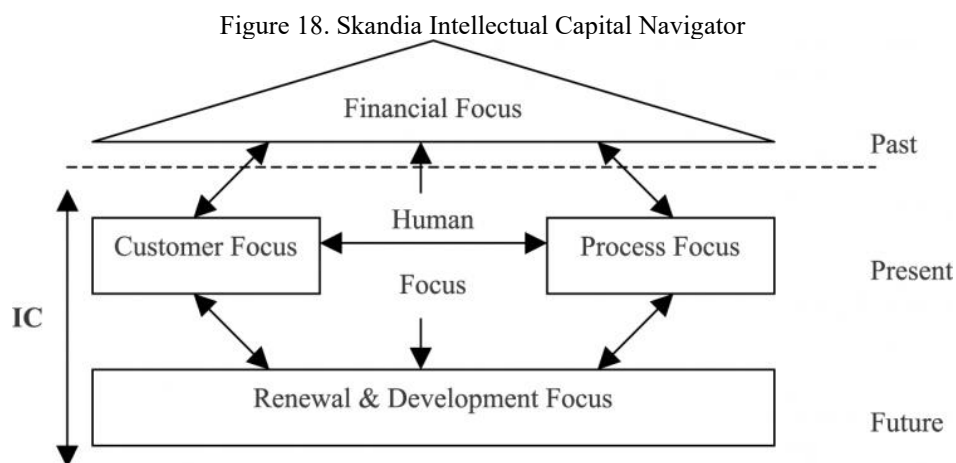 Figure 18. Skandia Intellectual Capital Navigator
Financial Focus
Past
Human
Customer Focus
Process Focus
Present
Focus
IC
Renewal & Development Focus
Future